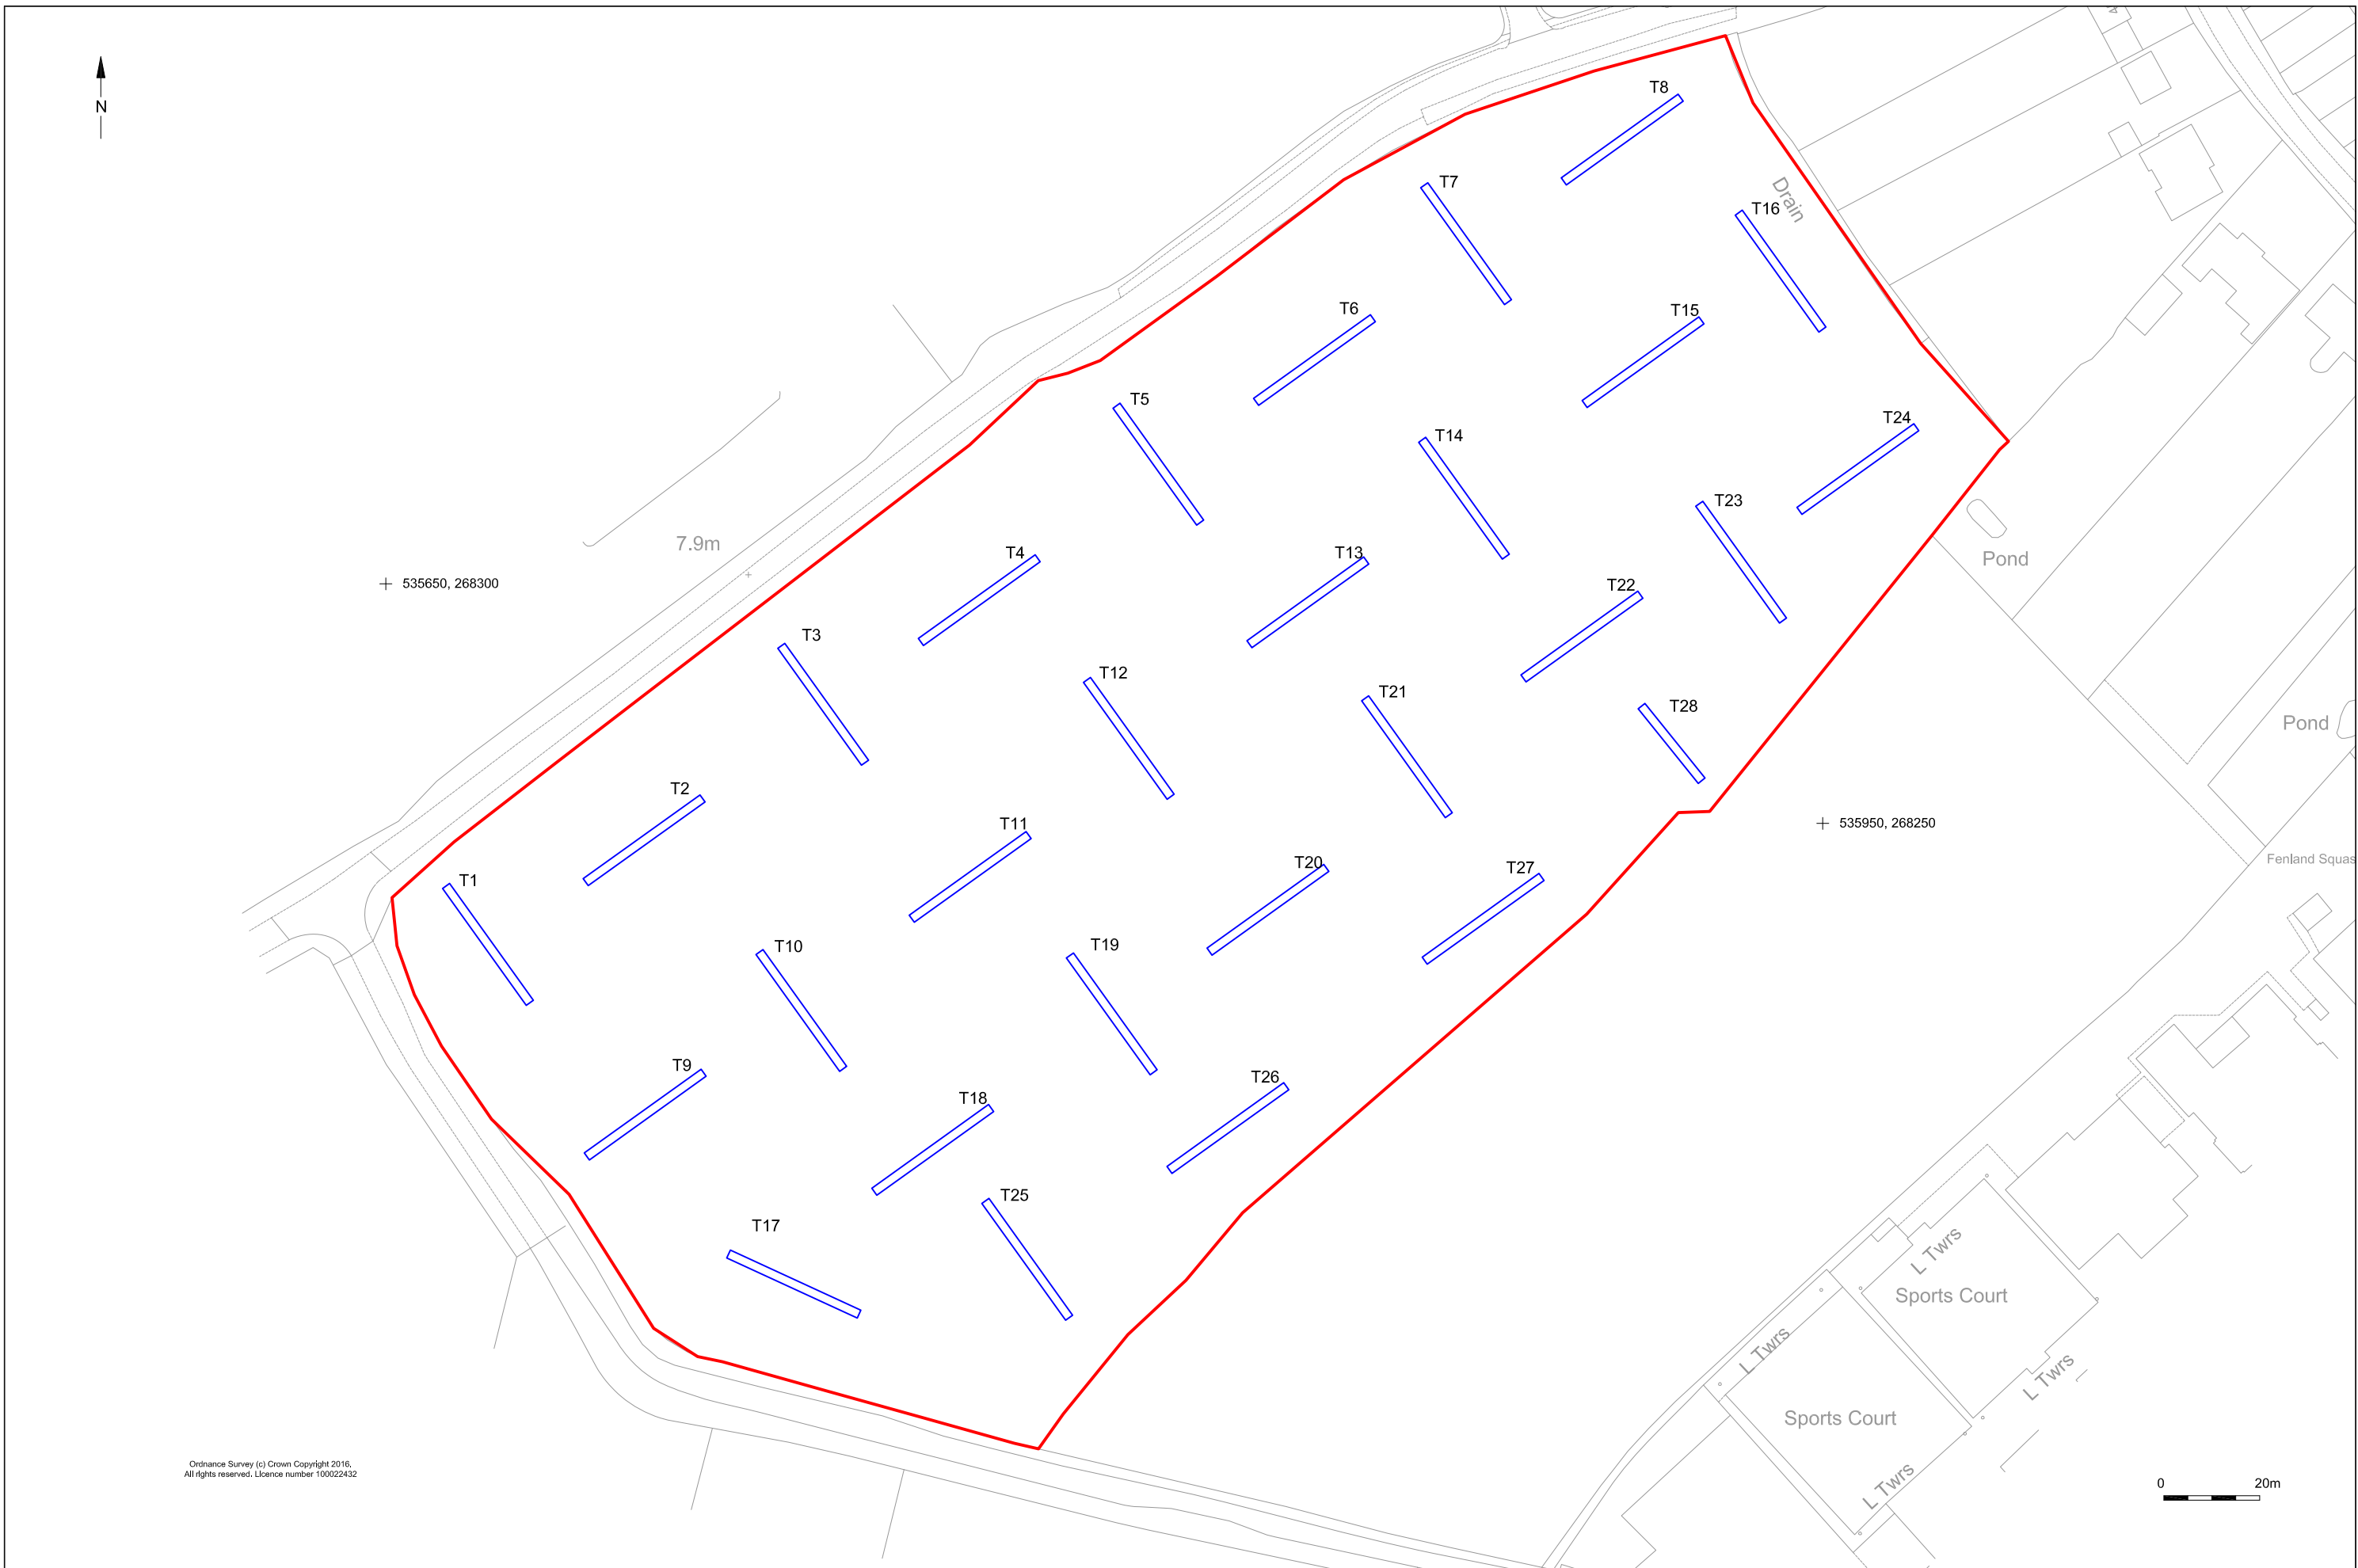 N
T8
T7
T16
Drain
T6
T15
T5
T24
T14
T23
7.9m
T4
T13
Pond
535650, 268300
T22
T3
T12
T21
T28
Pond
T2
T11
535950, 268250
Fenland Squas
T20
T27
T1
T10
T19
T9
T26
T18
T25
T17
L Twrs
Sports Court
L Twrs
L Twrs
Sports Court
L Twrs
Ordnance Survey (c) Crown Copyright 2016.
All rights reserved. Licence number 100022432
0 20m